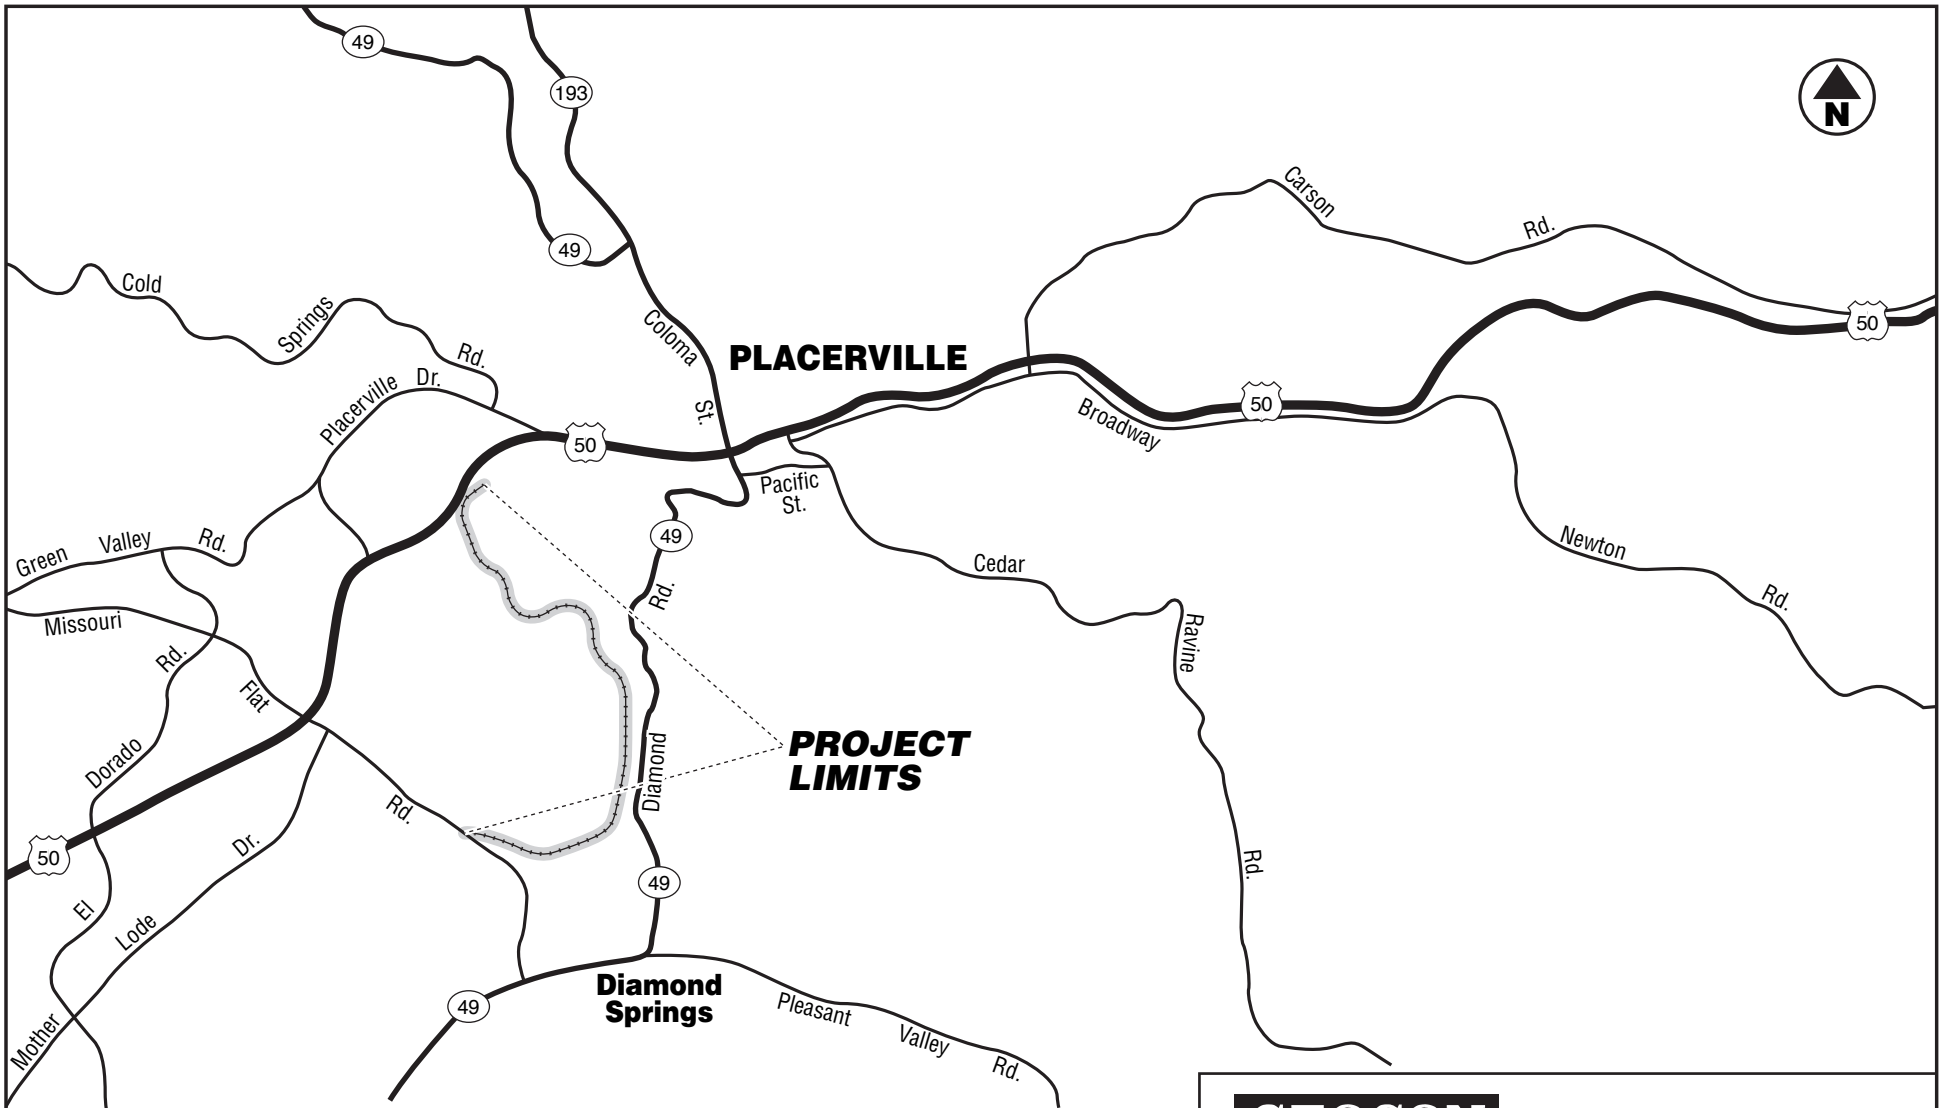 49
193
N
Carson
Rd.
49
Cold
Springs
Rd.
Coloma
St.
50
PLACERVILLE
Placerville Dr.
50
50
Broadway
Pacific
St.
49
Green Valley Rd.
Cedar
Ravine
Rd.
Newton
Rd.
Missouri
Flat
Rd.
El
Dorado
Rd.
Rd.
Diamond
PROJECT
LIMITS
50
Mother
Lode
Dr.
49
Diamond
Springs
49
Pleasant
Valley
Rd.